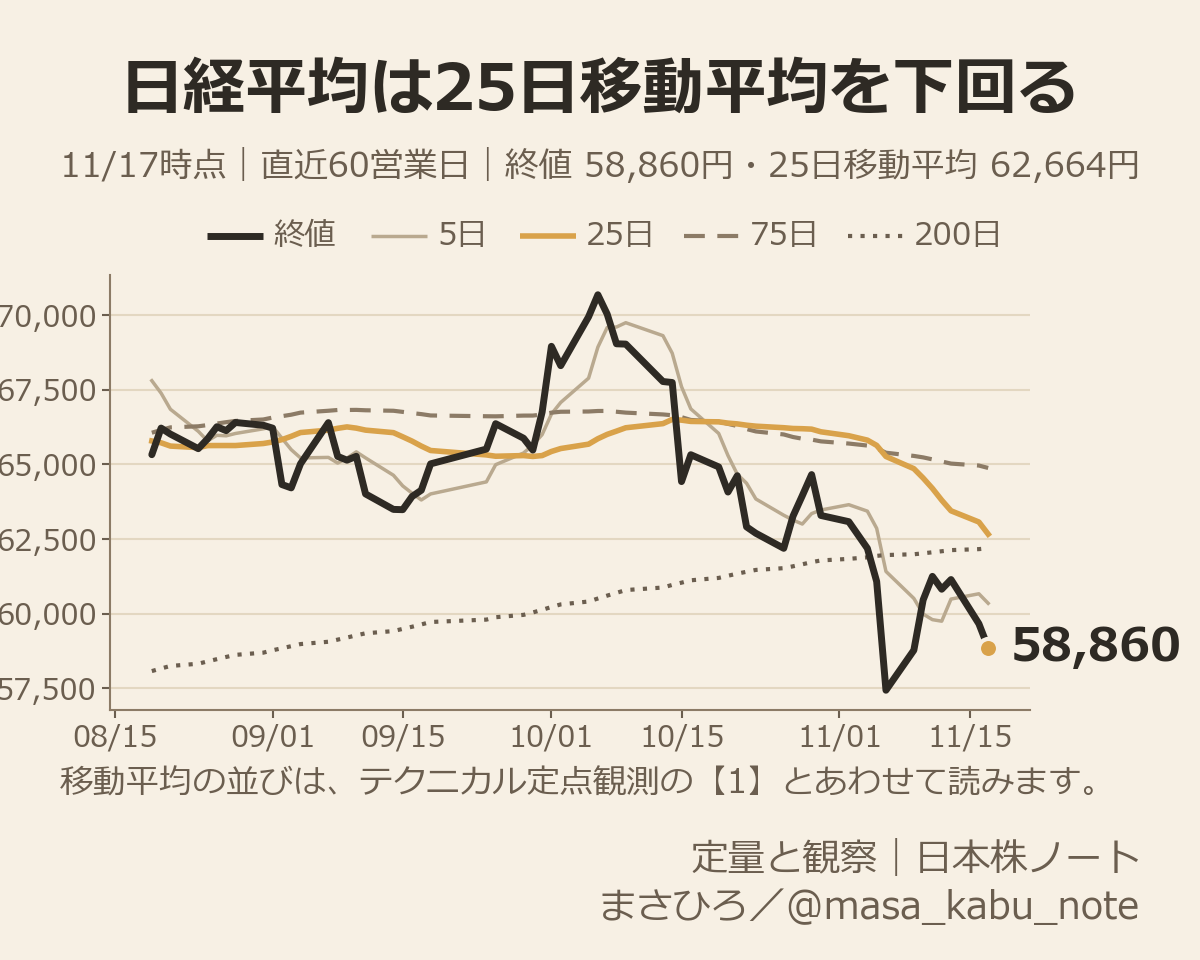 日経平均は25日移動平均を下回る
11/17時点｜直近60営業日｜終値 58,860円・25日移動平均 62,664円
終値 5日 25日 75日 200日
70,000
67,500
65,000
62,500
60,000
57,500
58,860
08/15 09/01 09/15 10/01 10/15 11/01 11/15
移動平均の並びは、テクニカル定点観測の【1】とあわせて読みます。
定量と観察｜日本株ノート
まさひろ／@masa_kabu_note